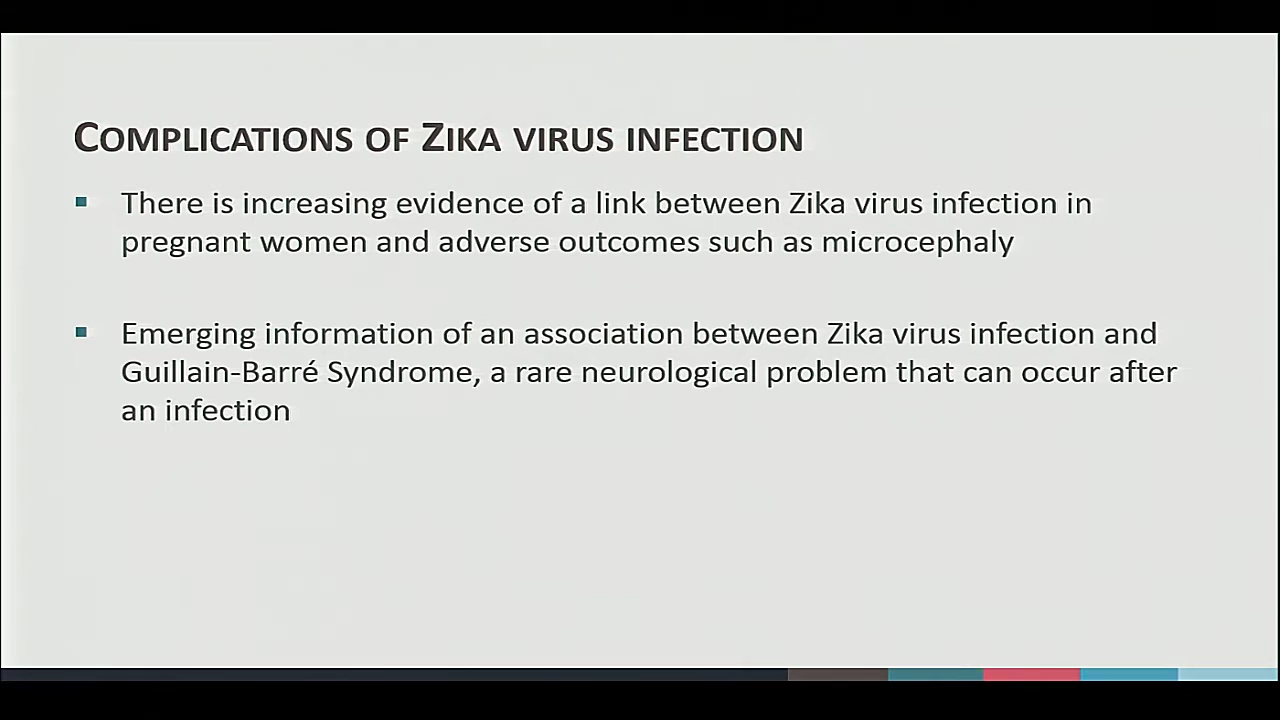 COMPLICATIONS OF ZIKA VIRUS INFECTION
There is increasing evidence of a link between Zika virus infection in
pregnant women and adverse outcomes such as microcephaly
Emerging information of an association between Zika virus infection and
Guillain-Barré Syndrome, a rare neurological problem that can occur after
an infection